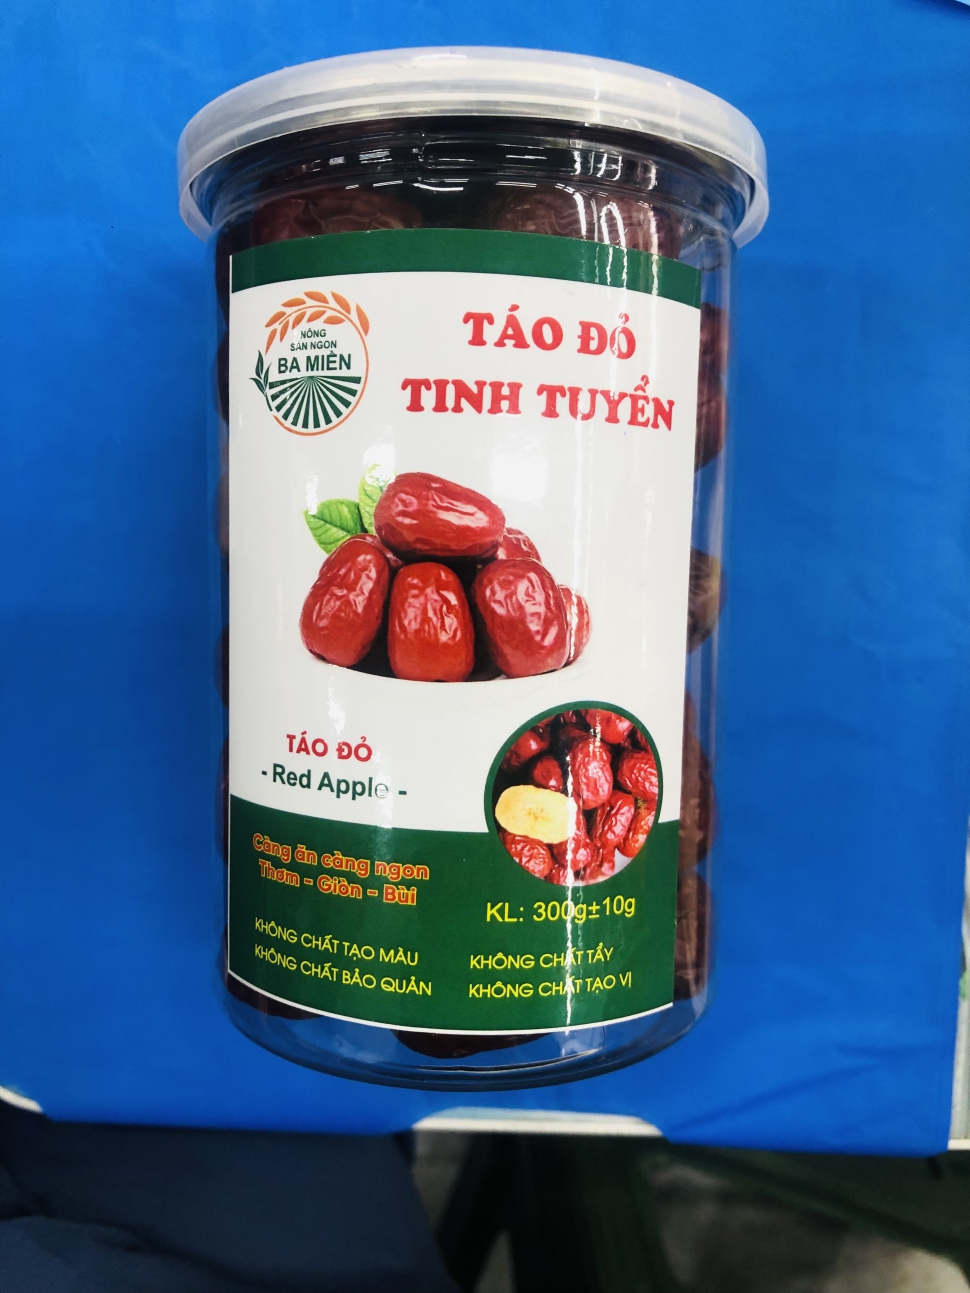 NÔNG
SẢN NGON
BA MIỀN
TÁO ĐỎ
TINH TUYỂN
TÁO ĐỎ
- Red Apple -
Càng ăn càng ngon
Thơm - Giòn - Bùi
KL: 300g±10g
KHÔNG CHẤT TẠO MÀU
KHÔNG CHẤT BẢO QUẢN
KHÔNG CHẤT TẨY
KHÔNG CHẤT TẠO VỊ